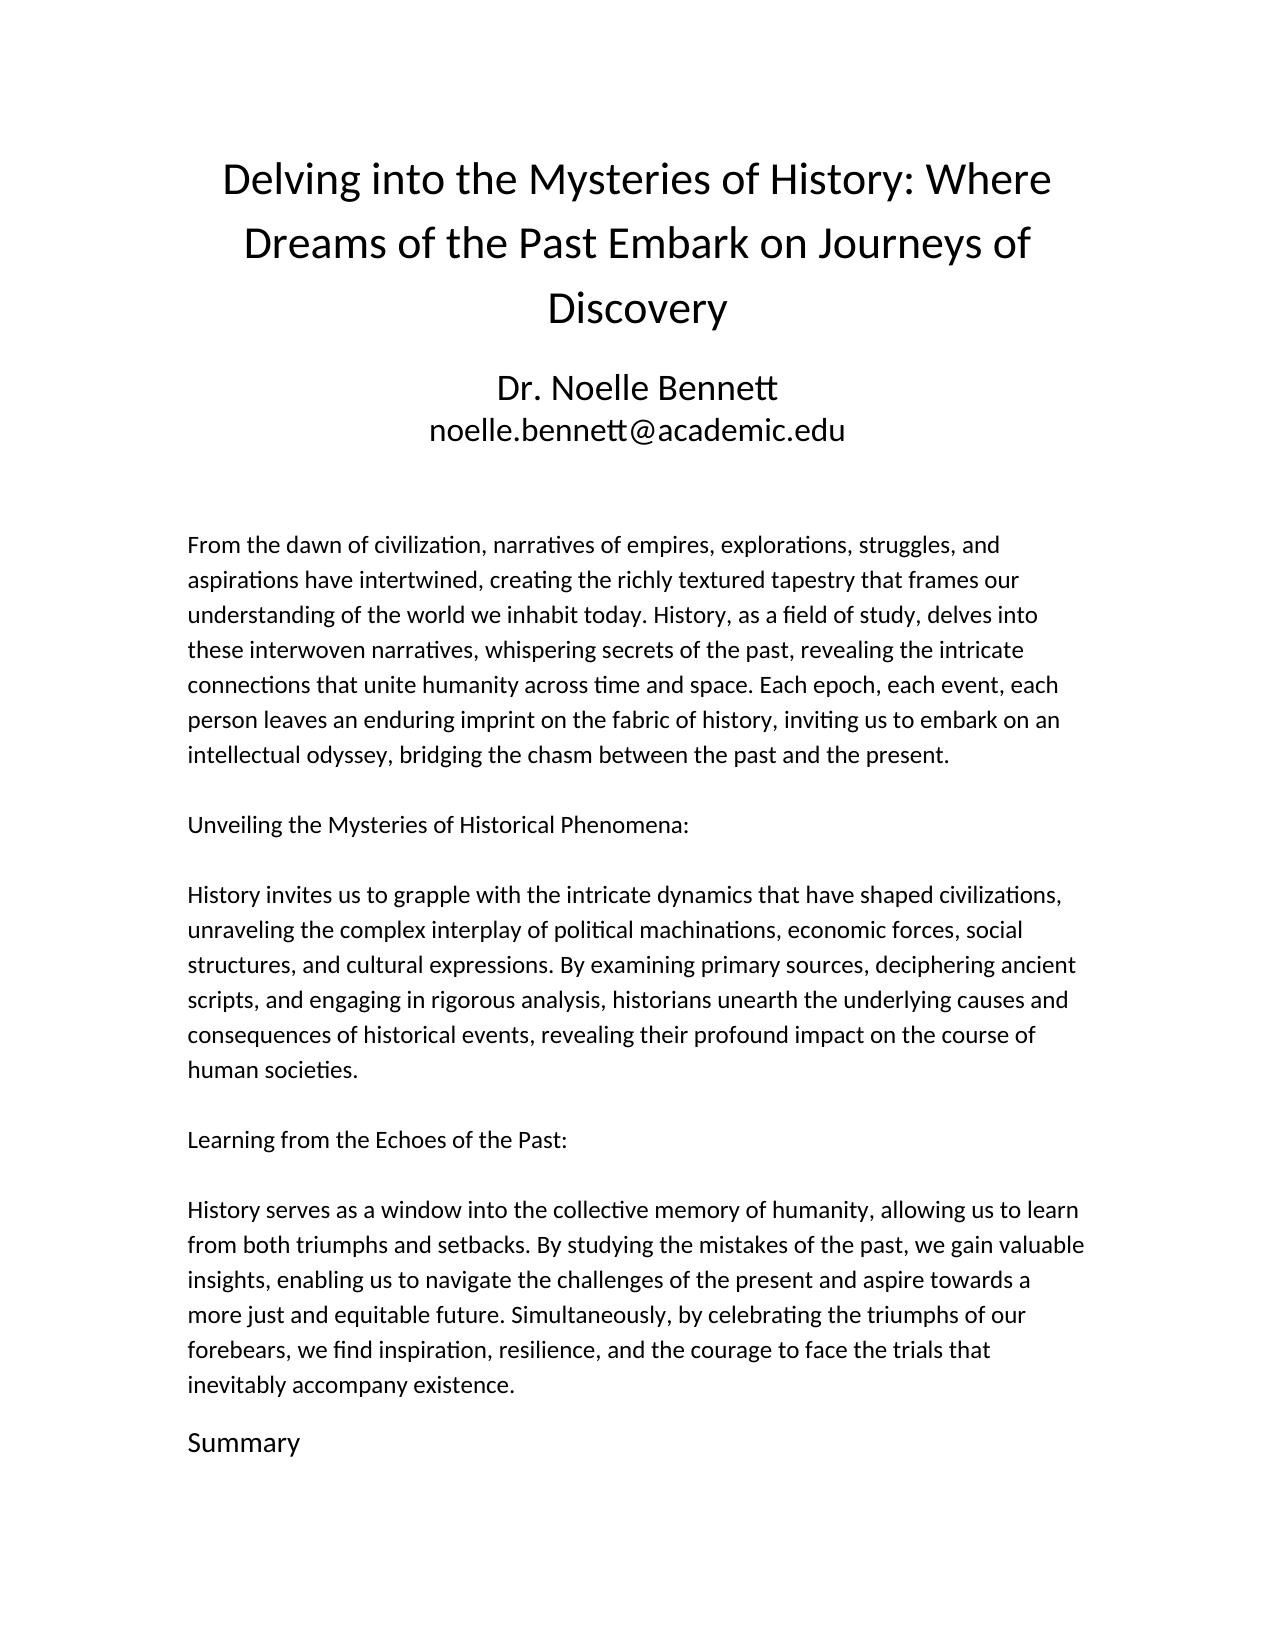 Delving into the Mysteries of History: Where
Dreams of the Past Embark on Journeys of
Discovery
Dr. Noelle Bennett
noelle.bennett@academic.edu
From the dawn of civilization, narratives of empires, explorations, struggles, and
aspirations have intertwined, creating the richly textured tapestry that frames our
understanding of the world we inhabit today. History, as a field of study, delves into
these interwoven narratives, whispering secrets of the past, revealing the intricate
connections that unite humanity across time and space. Each epoch, each event, each
person leaves an enduring imprint on the fabric of history, inviting us to embark on an
intellectual odyssey, bridging the chasm between the past and the present.
Unveiling the Mysteries of Historical Phenomena:
History invites us to grapple with the intricate dynamics that have shaped civilizations,
unraveling the complex interplay of political machinations, economic forces, social
structures, and cultural expressions. By examining primary sources, deciphering ancient
scripts, and engaging in rigorous analysis, historians unearth the underlying causes and
consequences of historical events, revealing their profound impact on the course of
human societies.
Learning from the Echoes of the Past:
History serves as a window into the collective memory of humanity, allowing us to learn
from both triumphs and setbacks. By studying the mistakes of the past, we gain valuable
insights, enabling us to navigate the challenges of the present and aspire towards a
more just and equitable future. Simultaneously, by celebrating the triumphs of our
forebears, we find inspiration, resilience, and the courage to face the trials that
inevitably accompany existence.
Summary